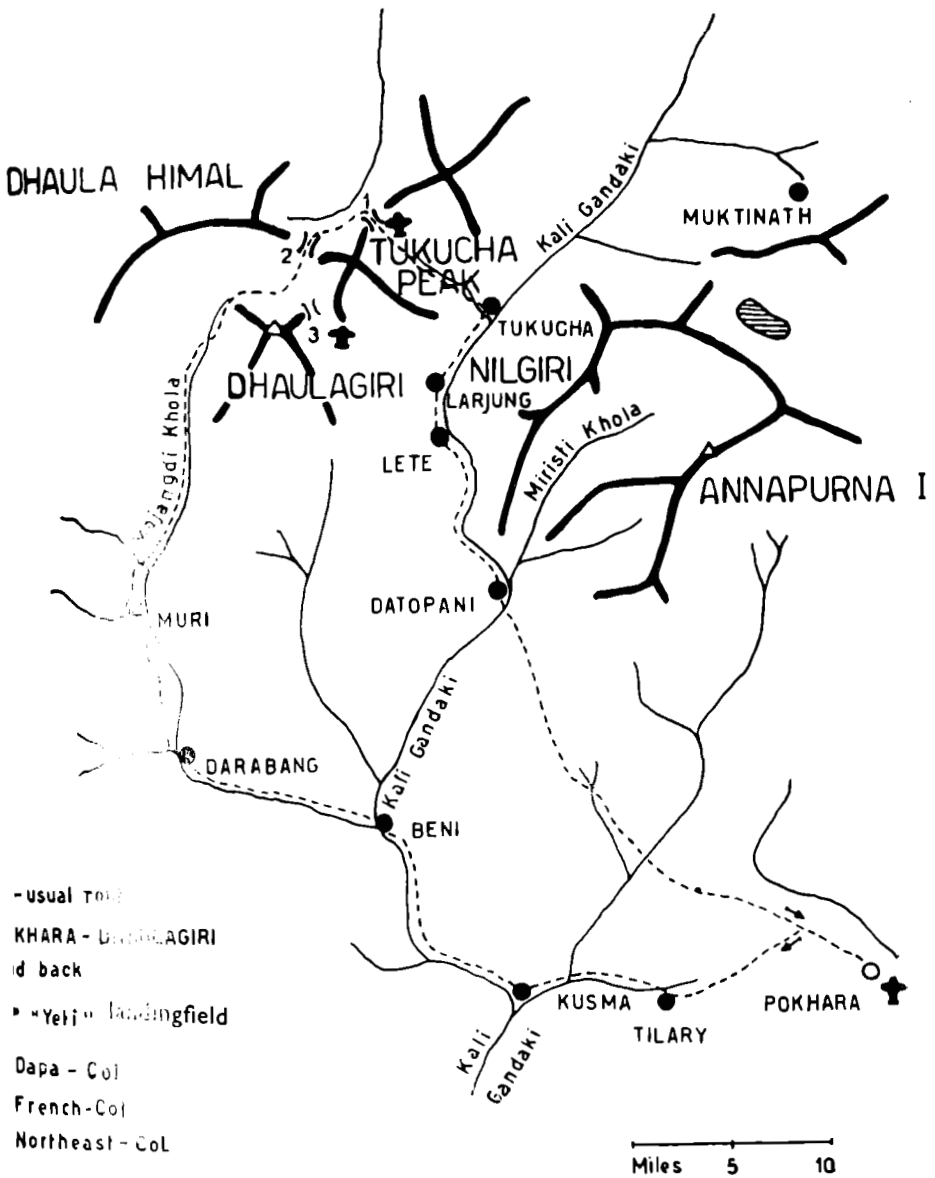 DHAULA HIMAL
Kali Gandaki
MUKTINATH
1
2
TUKUCHA
PEAK
3
TUKUCHA
DHAULAGIRI
NILGIRI
LARJUNG
LETE
Miristi Khola
ANNAPURNA I
Khola
DATOPANI
MURI
Kali Gandaki
DARABANG
BENI
-usual
KHARA - DHAULAGIRI
d back
"Yeti" landingfield
Dapa - Col
French-Col
Northeast-Col
KUSMA
TILARY
POKHARA
Kali
Gandaki
Miles 5 10